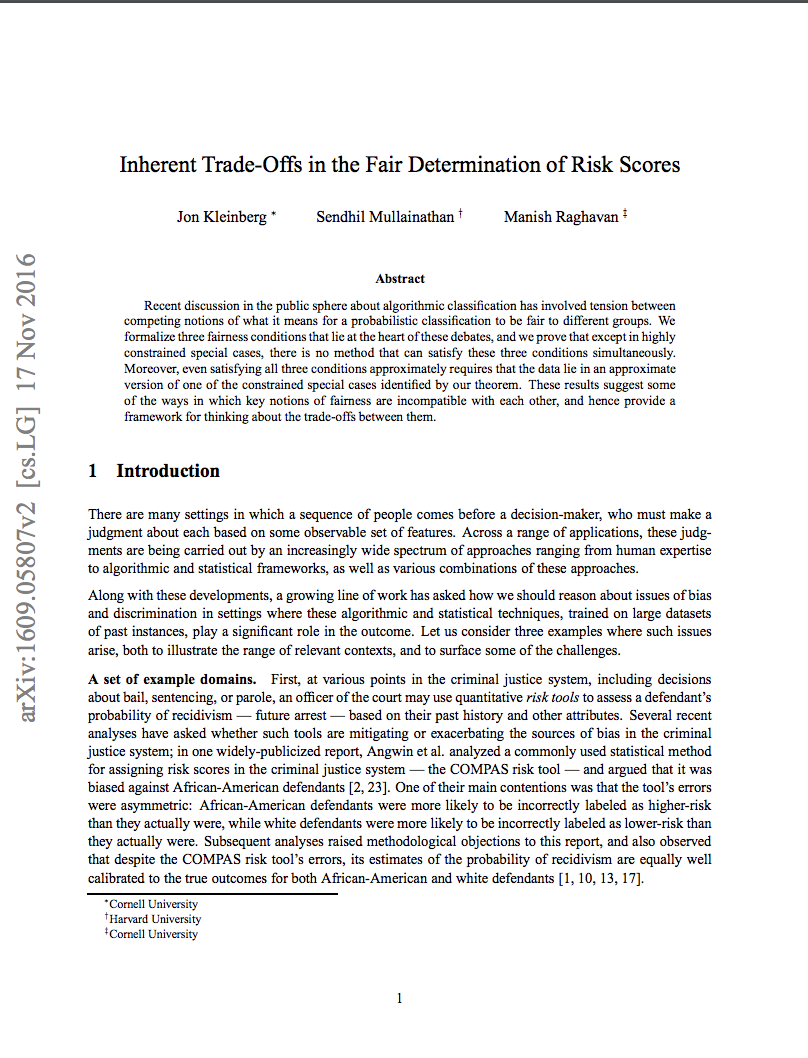 Inherent Trade-Offs in the Fair Determination of Risk Scores
Jon Kleinberg * Sendhil Mullainathan † Manish Raghavan ‡
Abstract
Recent discussion in the public sphere about algorithmic classification has involved tension between
competing notions of what it means for a probabilistic classification to be fair to different groups. We
formalize three fairness conditions that lie at the heart of these debates, and we prove that except in highly
constrained special cases, there is no method that can satisfy these three conditions simultaneously.
Moreover, even satisfying all three conditions approximately requires that the data lie in an approximate
version of one of the constrained special cases identified by our theorem. These results suggest some
of the ways in which key notions of fairness are incompatible with each other, and hence provide a
framework for thinking about the trade-offs between them.
arXiv:1609.05807v2 [cs.LG] 17 Nov 2016
1 Introduction
There are many settings in which a sequence of people comes before a decision-maker, who must make a
judgment about each based on some observable set of features. Across a range of applications, these judg-
ments are being carried out by an increasingly wide spectrum of approaches ranging from human expertise
to algorithmic and statistical frameworks, as well as various combinations of these approaches.
Along with these developments, a growing line of work has asked how we should reason about issues of bias
and discrimination in settings where these algorithmic and statistical techniques, trained on large datasets
of past instances, play a significant role in the outcome. Let us consider three examples where such issues
arise, both to illustrate the range of relevant contexts, and to surface some of the challenges.
A set of example domains. First, at various points in the criminal justice system, including decisions
about bail, sentencing, or parole, an officer of the court may use quantitative risk tools to assess a defendant's
probability of recidivism — future arrest — based on their past history and other attributes. Several recent
analyses have asked whether such tools are mitigating or exacerbating the sources of bias in the criminal
justice system; in one widely-publicized report, Angwin et al. analyzed a commonly used statistical method
for assigning risk scores in the criminal justice system — the COMPAS risk tool — and argued that it was
biased against African-American defendants [2, 23]. One of their main contentions was that the tool's errors
were asymmetric: African-American defendants were more likely to be incorrectly labeled as higher-risk
than they actually were, while white defendants were more likely to be incorrectly labeled as lower-risk than
they actually were. Subsequent analyses raised methodological objections to this report, and also observed
that despite the COMPAS risk tool's errors, its estimates of the probability of recidivism are equally well
calibrated to the true outcomes for both African-American and white defendants [1, 10, 13, 17].
*Cornell University
†Harvard University
‡Cornell University
1